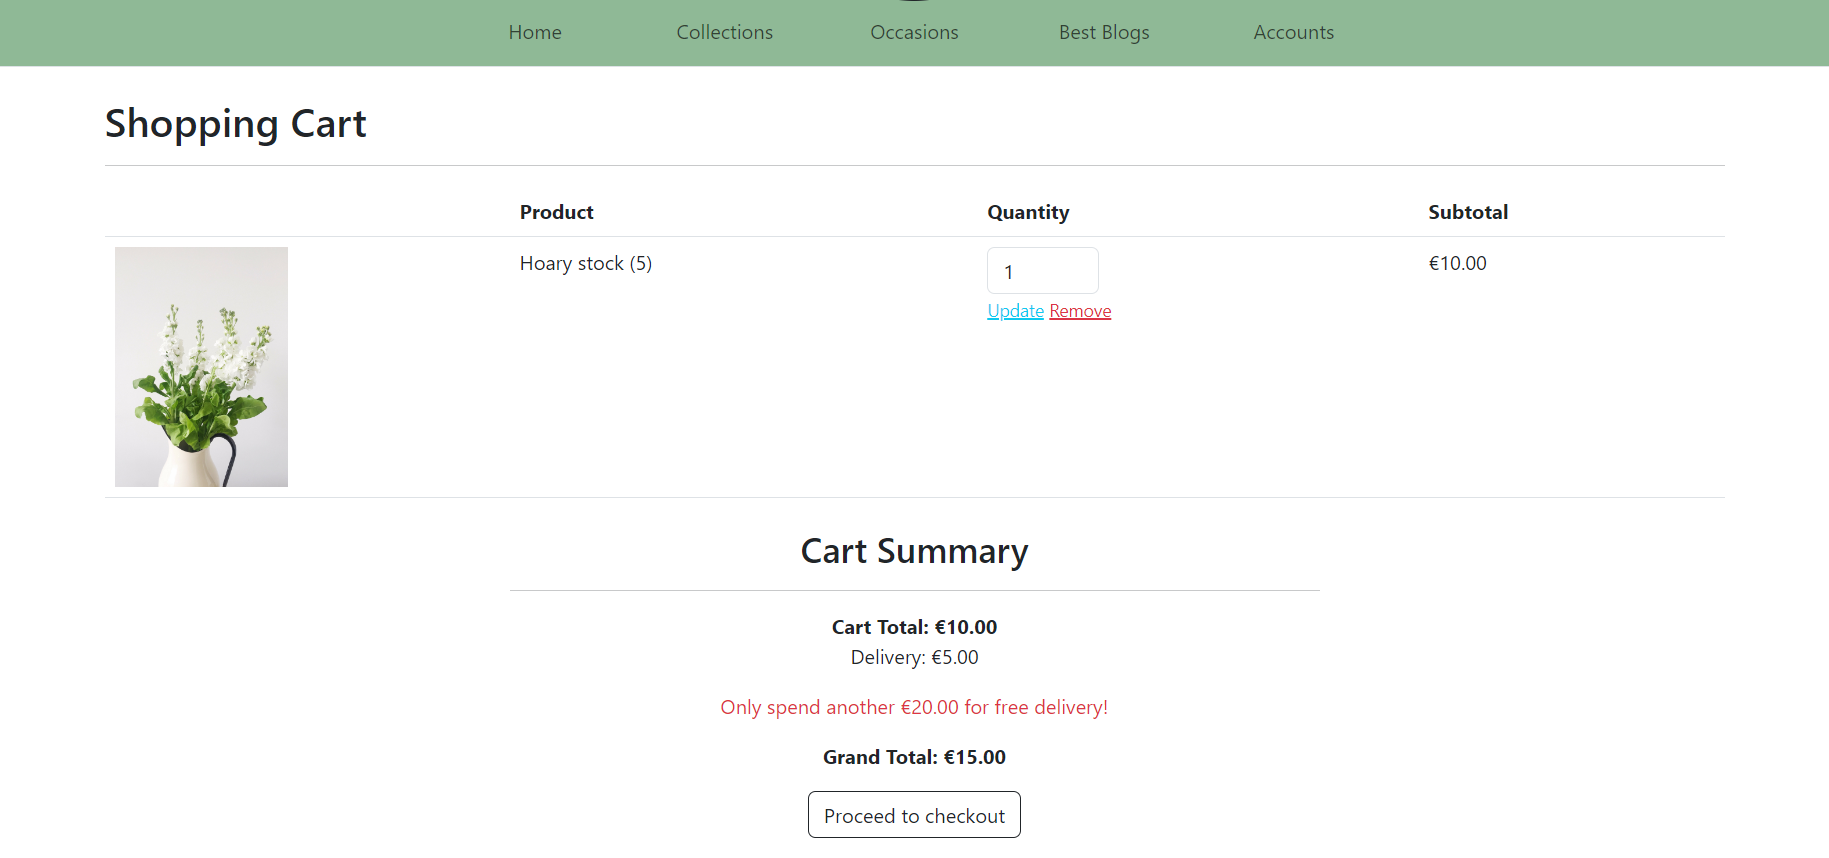 Home Collections Occasions Best Blogs Accounts
Shopping Cart
Product Quantity Subtotal
Hoary stock (5) 1 €10.00
Update Remove
Cart Summary
Cart Total: €10.00
Delivery: €5.00
Only spend another €20.00 for free delivery!
Grand Total: €15.00
Proceed to checkout